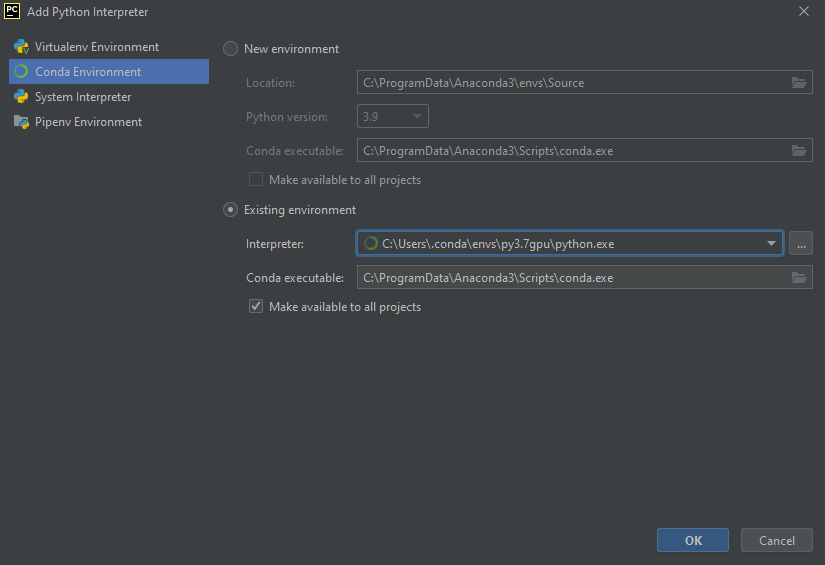 PC Add Python Interpreter
Virtualenv Environment
Conda Environment
System Interpreter
Pipenv Environment
New environment
Location: C:\ProgramData\Anaconda3\envs\Source
Python version: 3.9
Conda executable: C:\ProgramData\Anaconda3\Scripts\conda.exe
Make available to all projects
Existing environment
Interpreter: C:\Users\.conda\envs\py3.7gpu\python.exe ...
Conda executable: C:\ProgramData\Anaconda3\Scripts\conda.exe
Make available to all projects
OK Cancel